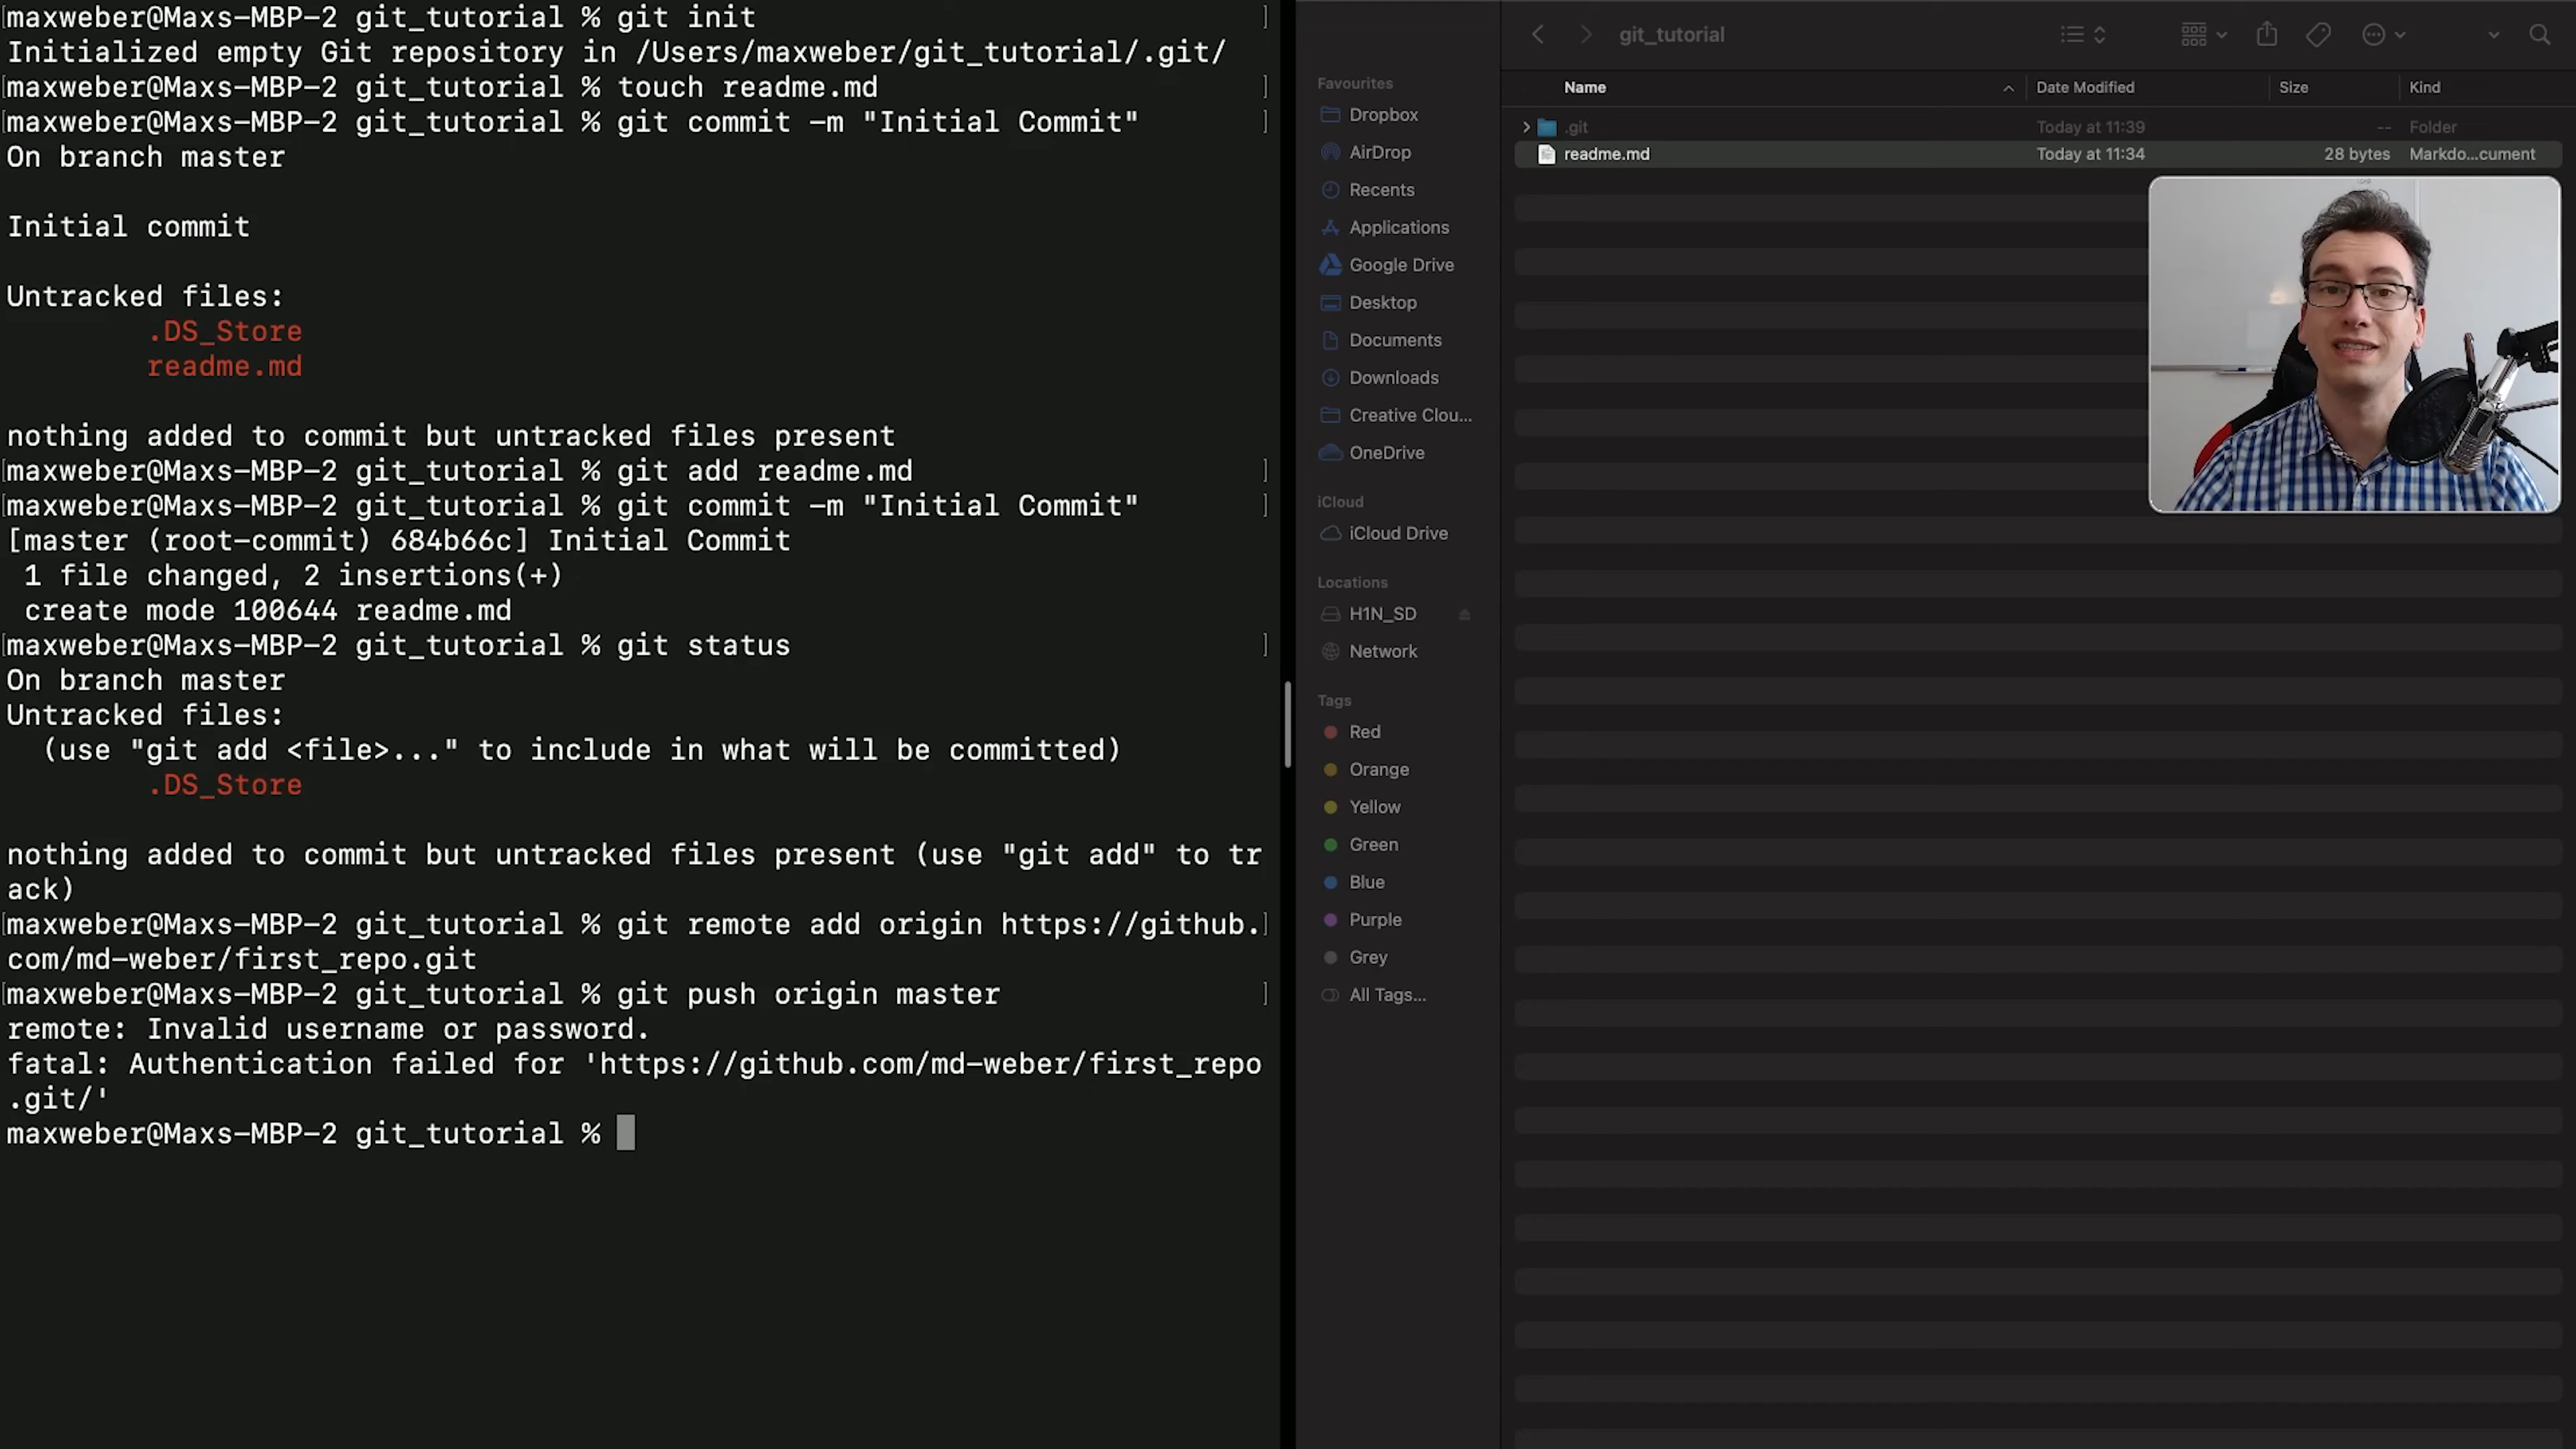 maxweber@Maxs-MBP-2 git_tutorial % git init
Initialized empty Git repository in /Users/maxweber/git_tutorial/.git/
maxweber@Maxs-MBP-2 git_tutorial % touch readme.md
maxweber@Maxs-MBP-2 git_tutorial % git commit -m "Initial Commit"
On branch master
Initial commit
Untracked files:
.DS_Store
readme.md
nothing added to commit but untracked files present
maxweber@Maxs-MBP-2 git_tutorial % git add readme.md
maxweber@Maxs-MBP-2 git_tutorial % git commit -m "Initial Commit"
[master (root-commit) 684b66c] Initial Commit
1 file changed, 2 insertions(+)
create mode 100644 readme.md
maxweber@Maxs-MBP-2 git_tutorial % git status
On branch master
Untracked files:
(use "git add <file>..." to include in what will be committed)
.DS_Store
nothing added to commit but untracked files present (use "git add" to tr
ack)
maxweber@Maxs-MBP-2 git_tutorial % git remote add origin https://github.
com/md-weber/first_repo.git
maxweber@Maxs-MBP-2 git_tutorial % git push origin master
remote: Invalid username or password.
fatal: Authentication failed for 'https://github.com/md-weber/first_repo
.git/'
maxweber@Maxs-MBP-2 git_tutorial %
git_tutorial
Favourites
Dropbox
AirDrop
Recents
Applications
Google Drive
Desktop
Documents
Downloads
Creative Clou...
OneDrive
iCloud
iCloud Drive
Locations
H1N_SD
Network
Tags
Red
Orange
Yellow
Green
Blue
Purple
Grey
All Tags...
Name Date Modified Size Kind
.git Today at 11:39 -- Folder
readme.md Today at 11:34 28 bytes Markdo...cument